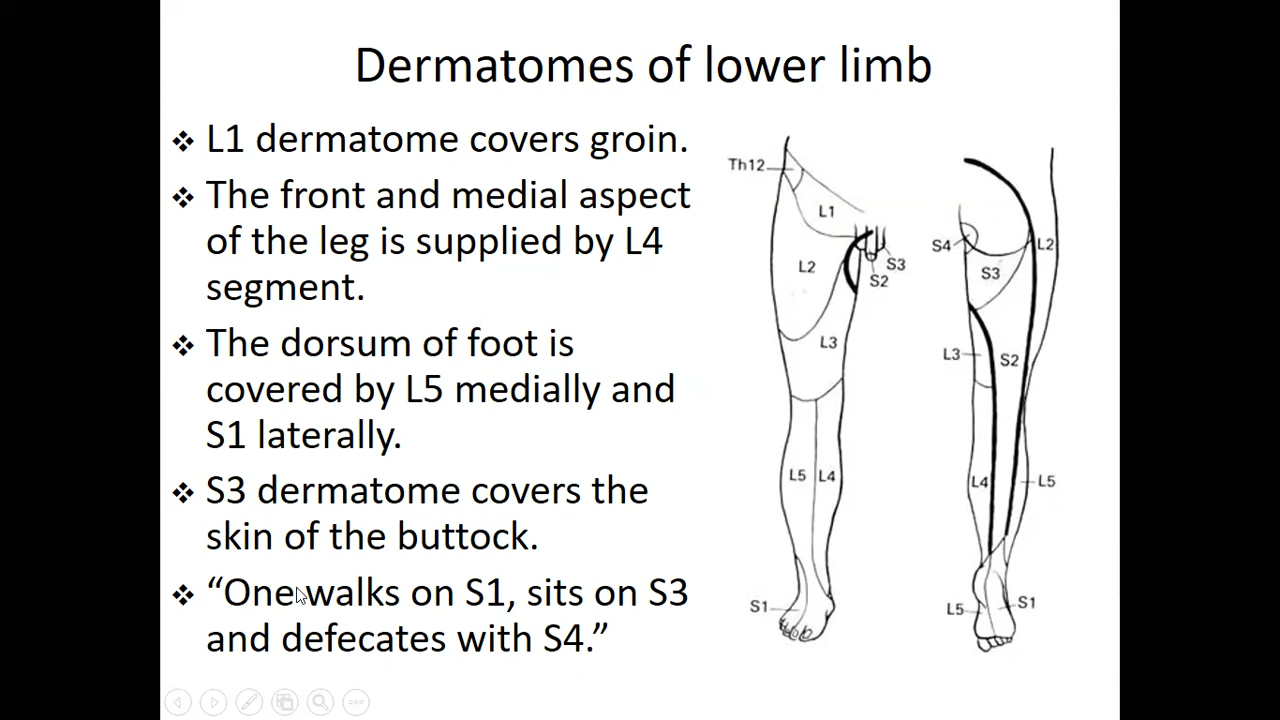 Dermatomes of lower limb
❖ L1 dermatome covers groin.
❖ The front and medial aspect
of the leg is supplied by L4
segment.
❖ The dorsum of foot is
covered by L5 medially and
S1 laterally.
❖ S3 dermatome covers the
skin of the buttock.
❖ “One walks on S1, sits on S3
and defecates with S4.”
Th12
L1
L2
S3
S2
L3
L5
L4
S1
S4
L2
S3
L3
S2
L4
L5
L5
S1